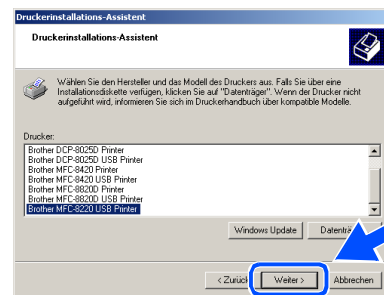 Druckerinstallations-Assistent
Druckerinstallations-Assistent
Wählen Sie den Hersteller und das Modell des Druckers aus. Falls Sie über eine
Installationsdiskette verfügen, klicken Sie auf "Datenträger". Wenn der Drucker nicht
aufgeführt wird, informieren Sie sich im Druckerhandbuch über kompatible Modelle.
Drucker:
Brother DCP-8025D Printer
Brother DCP-8025D USB Printer
Brother MFC-8420 Printer
Brother MFC-8420 USB Printer
Brother MFC-8820D Printer
Brother MFC-8820D USB Printer
Brother MFC-8220 USB Printer
Windows Update
< Zurück Weiter > Abbrechen